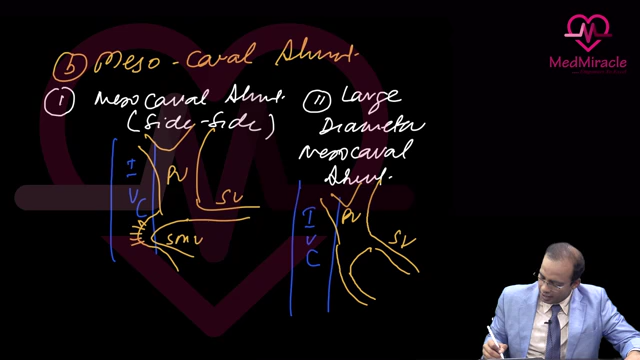 MedMiracle
(b) Meso-caval Shunt.
(i) Mesocaval Shunt.
(Side-Side)
(ii) Large
Diameter
Mesocaval
Shunt.
I
V
C
PV
SV
SMV
I
V
C
PV
SV